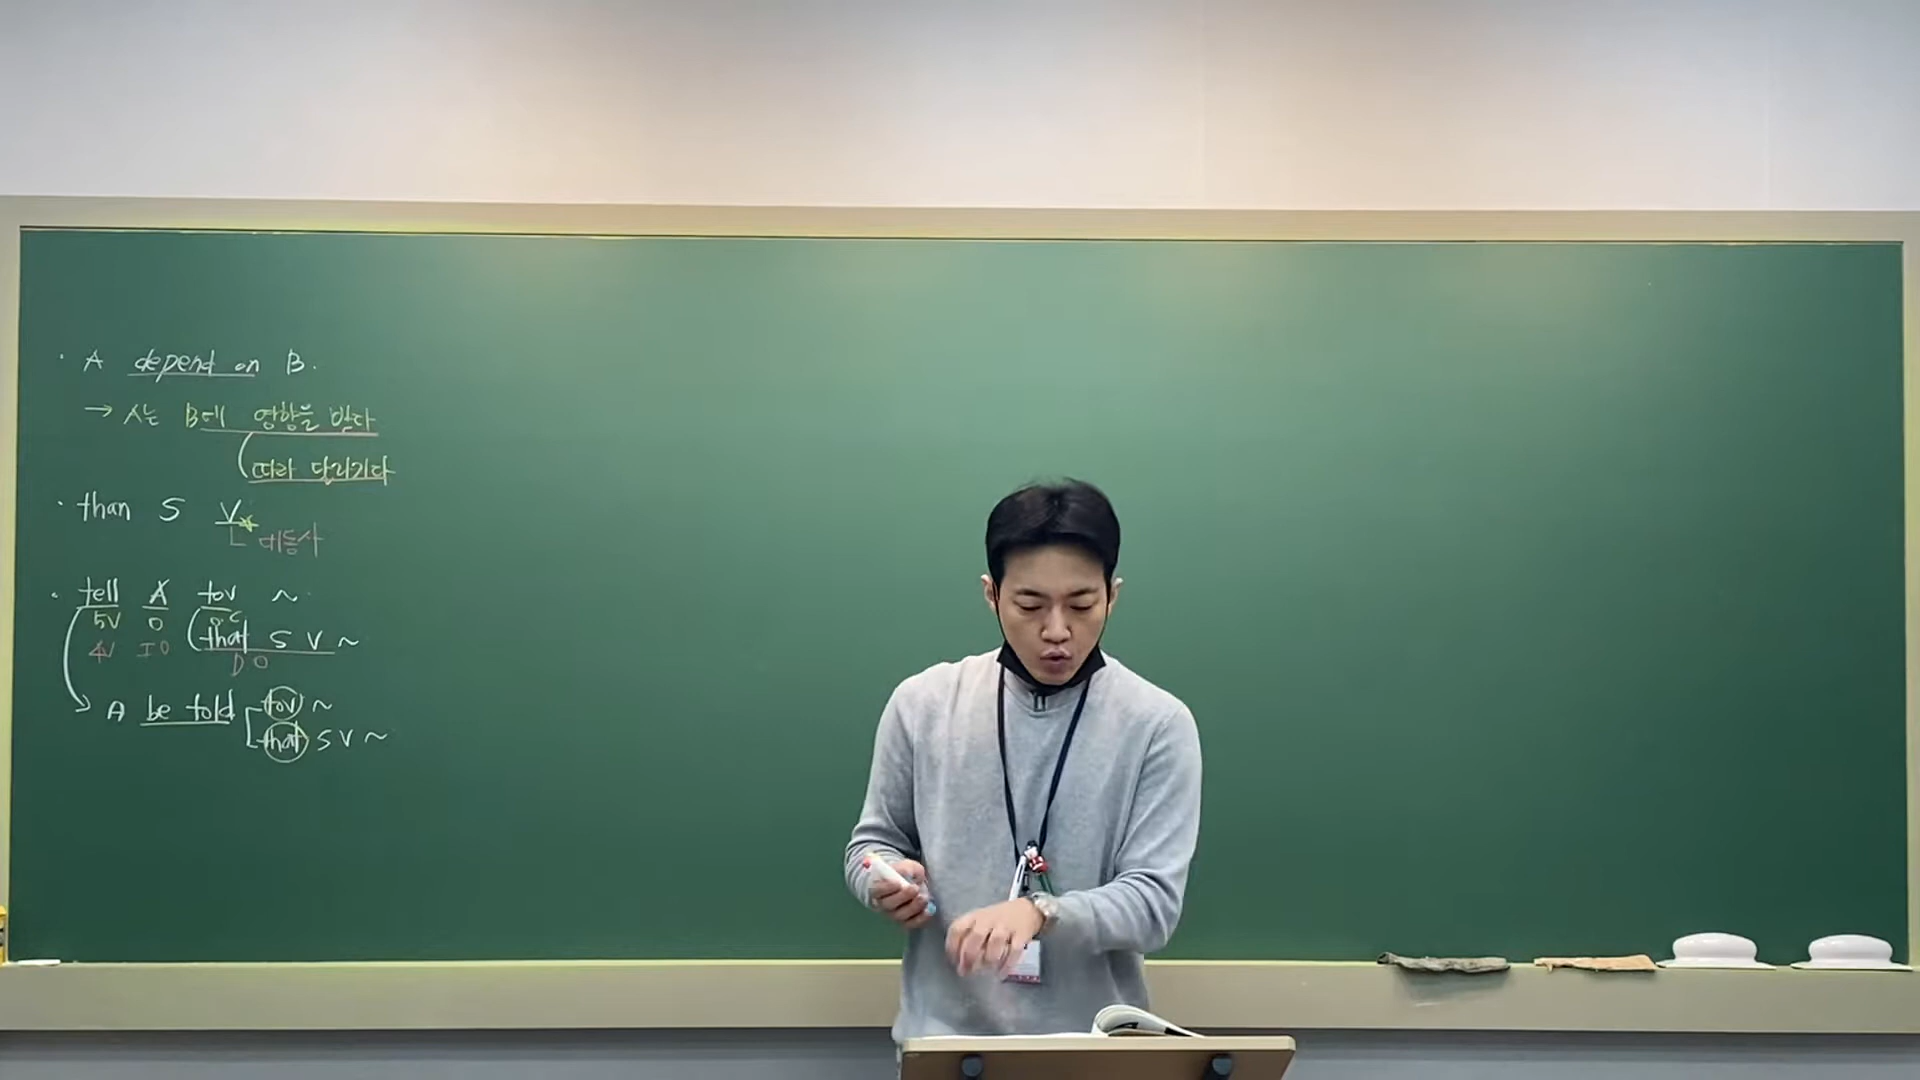 · A depend on B.
→ A는 B에 영향을 받다
따라 달라지다
· than S V
대동사
· tell A to V ~
5V O O.C
that S V ~
4V IO DO
A be told to V ~
that S V ~